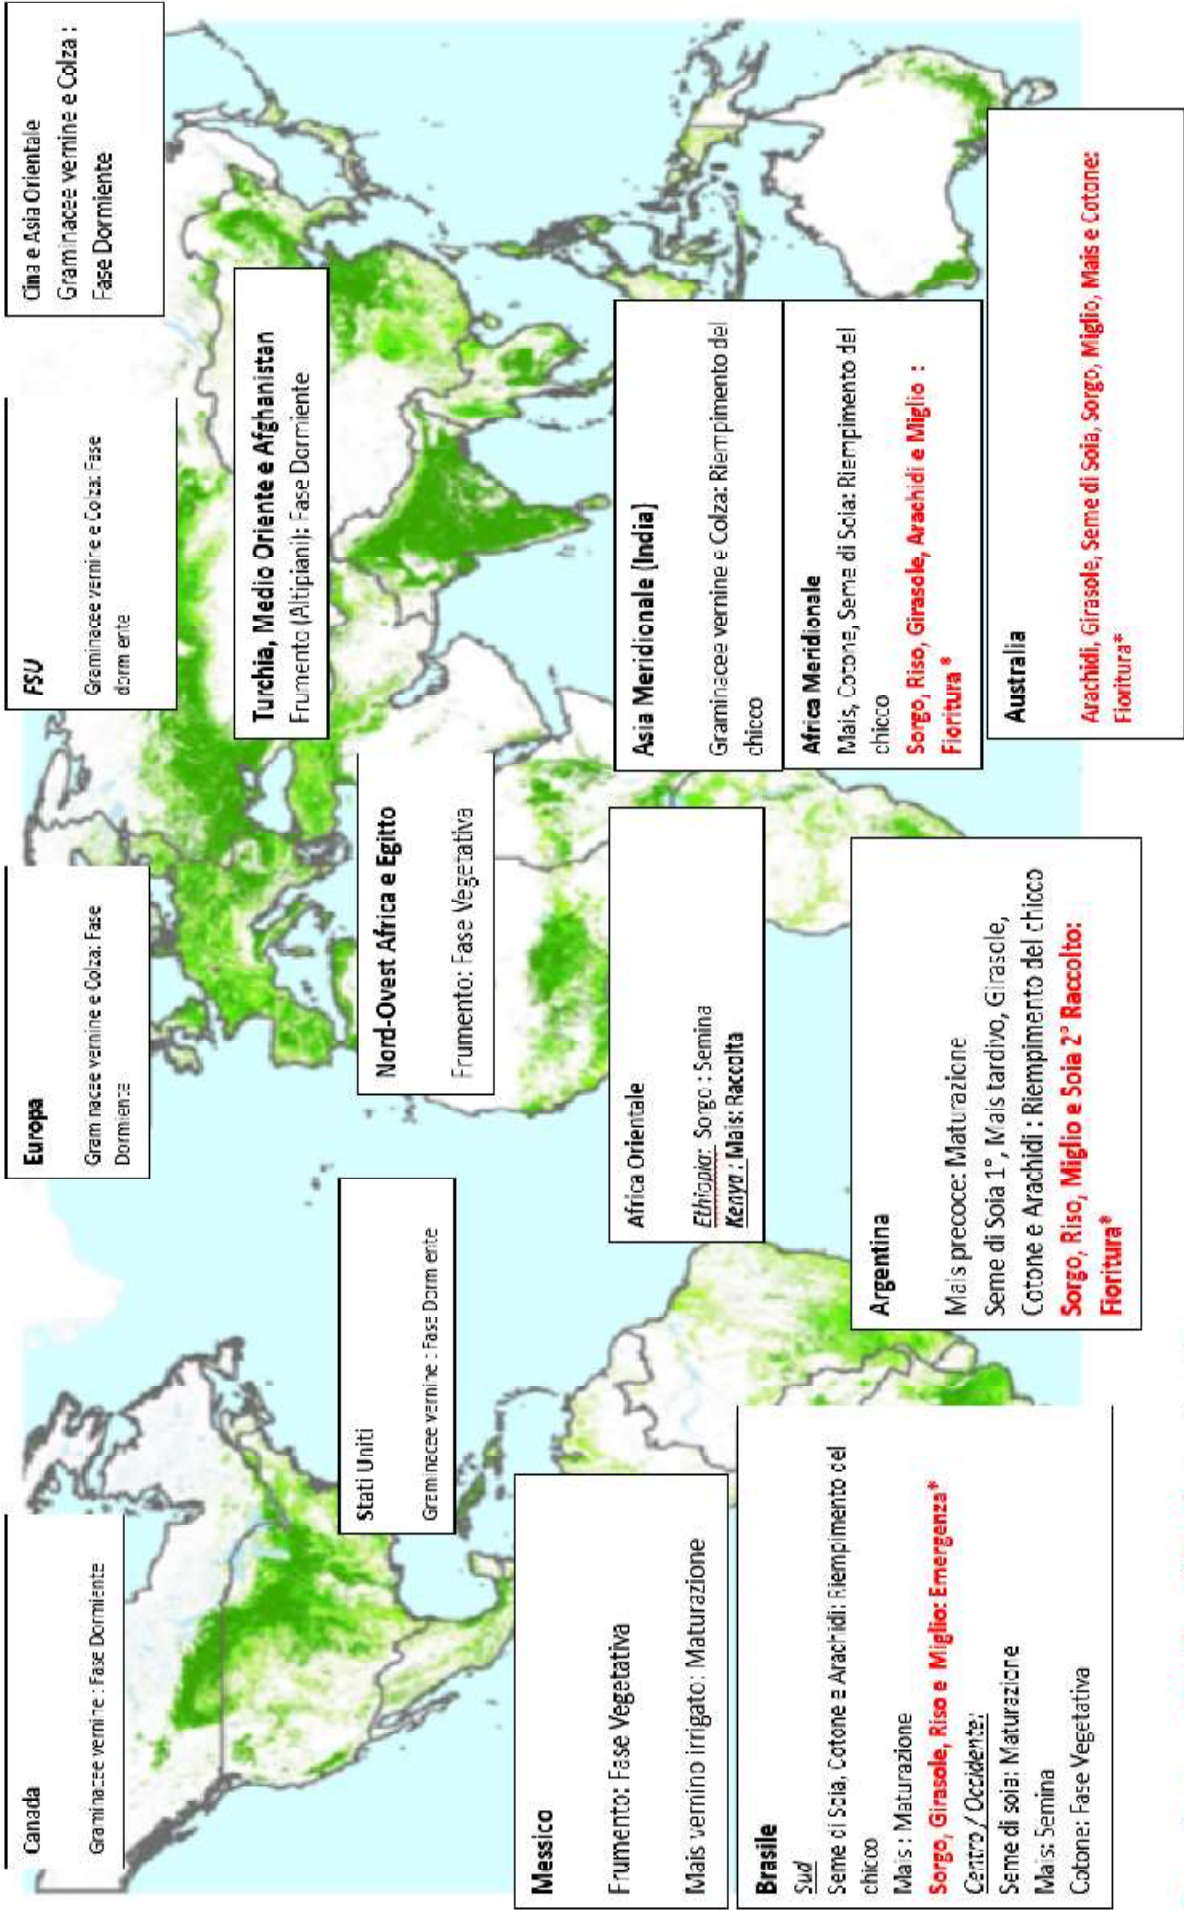 Canada
Graminacee vernine : Fase Dormiente
Europa
Graminacee vernine e Colza: Fase
Dormiente
FSU
Graminacee vernine e Colza: Fase
dormiente
Cina e Asia Orientale
Graminacee vernine e Colza :
Fase Dormiente
Stati Uniti
Graminacee vernine : Fase Dormente
Turchia, Medio Oriente e Afghanistan
Frumento (Altipiani): Fase Dormiente
Nord-Ovest Africa e Egitto
Frumento: Fase Vegetativa
Messico
Frumento: Fase Vegetativa
Mais vernino irrigato: Maturazione
Africa Orientale
Ethiopia: Sorgo : Semina
Kenya : Mais: Raccolta
Asia Meridionale (India)
Graminacee vernine e Colza: Riempimento del
chicco
Africa Meridionale
Mais, Cotone, Seme di Soia: Riempimento del
chicco
Sorgo, Riso, Girasole, Arachidi e Miglio :
Fioritura*
Brasile
Sud
Seme di Soia, Cotone e Arachidi: Riempimento del
chicco
Mais : Maturazione
Sorgo, Girasole, Riso e Miglio: Emergenza*
Centro / Occidente:
Seme di soia: Maturazione
Mais: Semina
Cotone: Fase Vegetativa
Argentina
Mais precoce: Maturazione
Seme di Soia 1°, Mais tardivo, Girasole,
Cotone e Arachidi : Riempimento del chicco
Sorgo, Riso, Miglio e Soia 2° Raccolto:
Fioritura*
Australia
Arachidi, Girasole, Seme di Soia, Sorgo, Miglio, Mais e Cotone:
Fioritura*